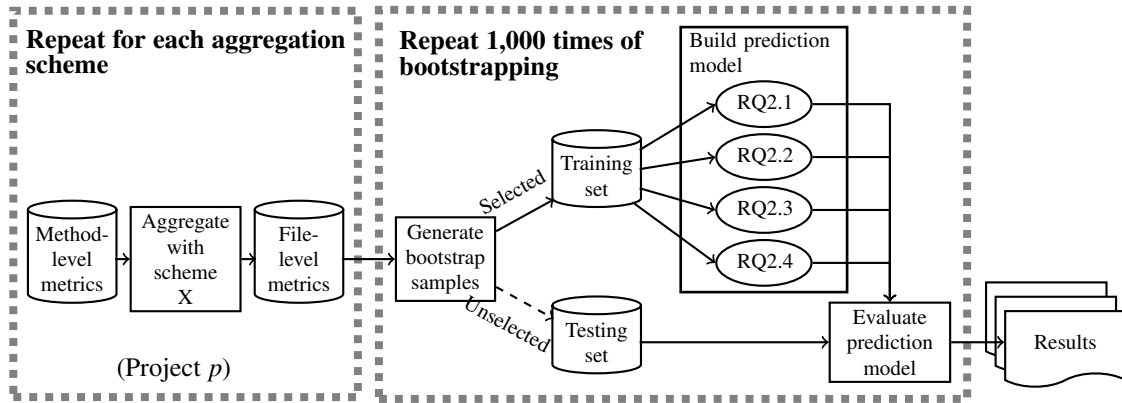 Repeat for each aggregation
scheme
Method-
level
metrics
Aggregate
with
scheme
X
File-
level
metrics
(Project p)
Repeat 1,000 times of
bootstrapping
Generate
bootstrap
samples
Selected
Unselected
Training
set
Testing
set
Build prediction
model
RQ2.1
RQ2.2
RQ2.3
RQ2.4
Evaluate
prediction
model
Results